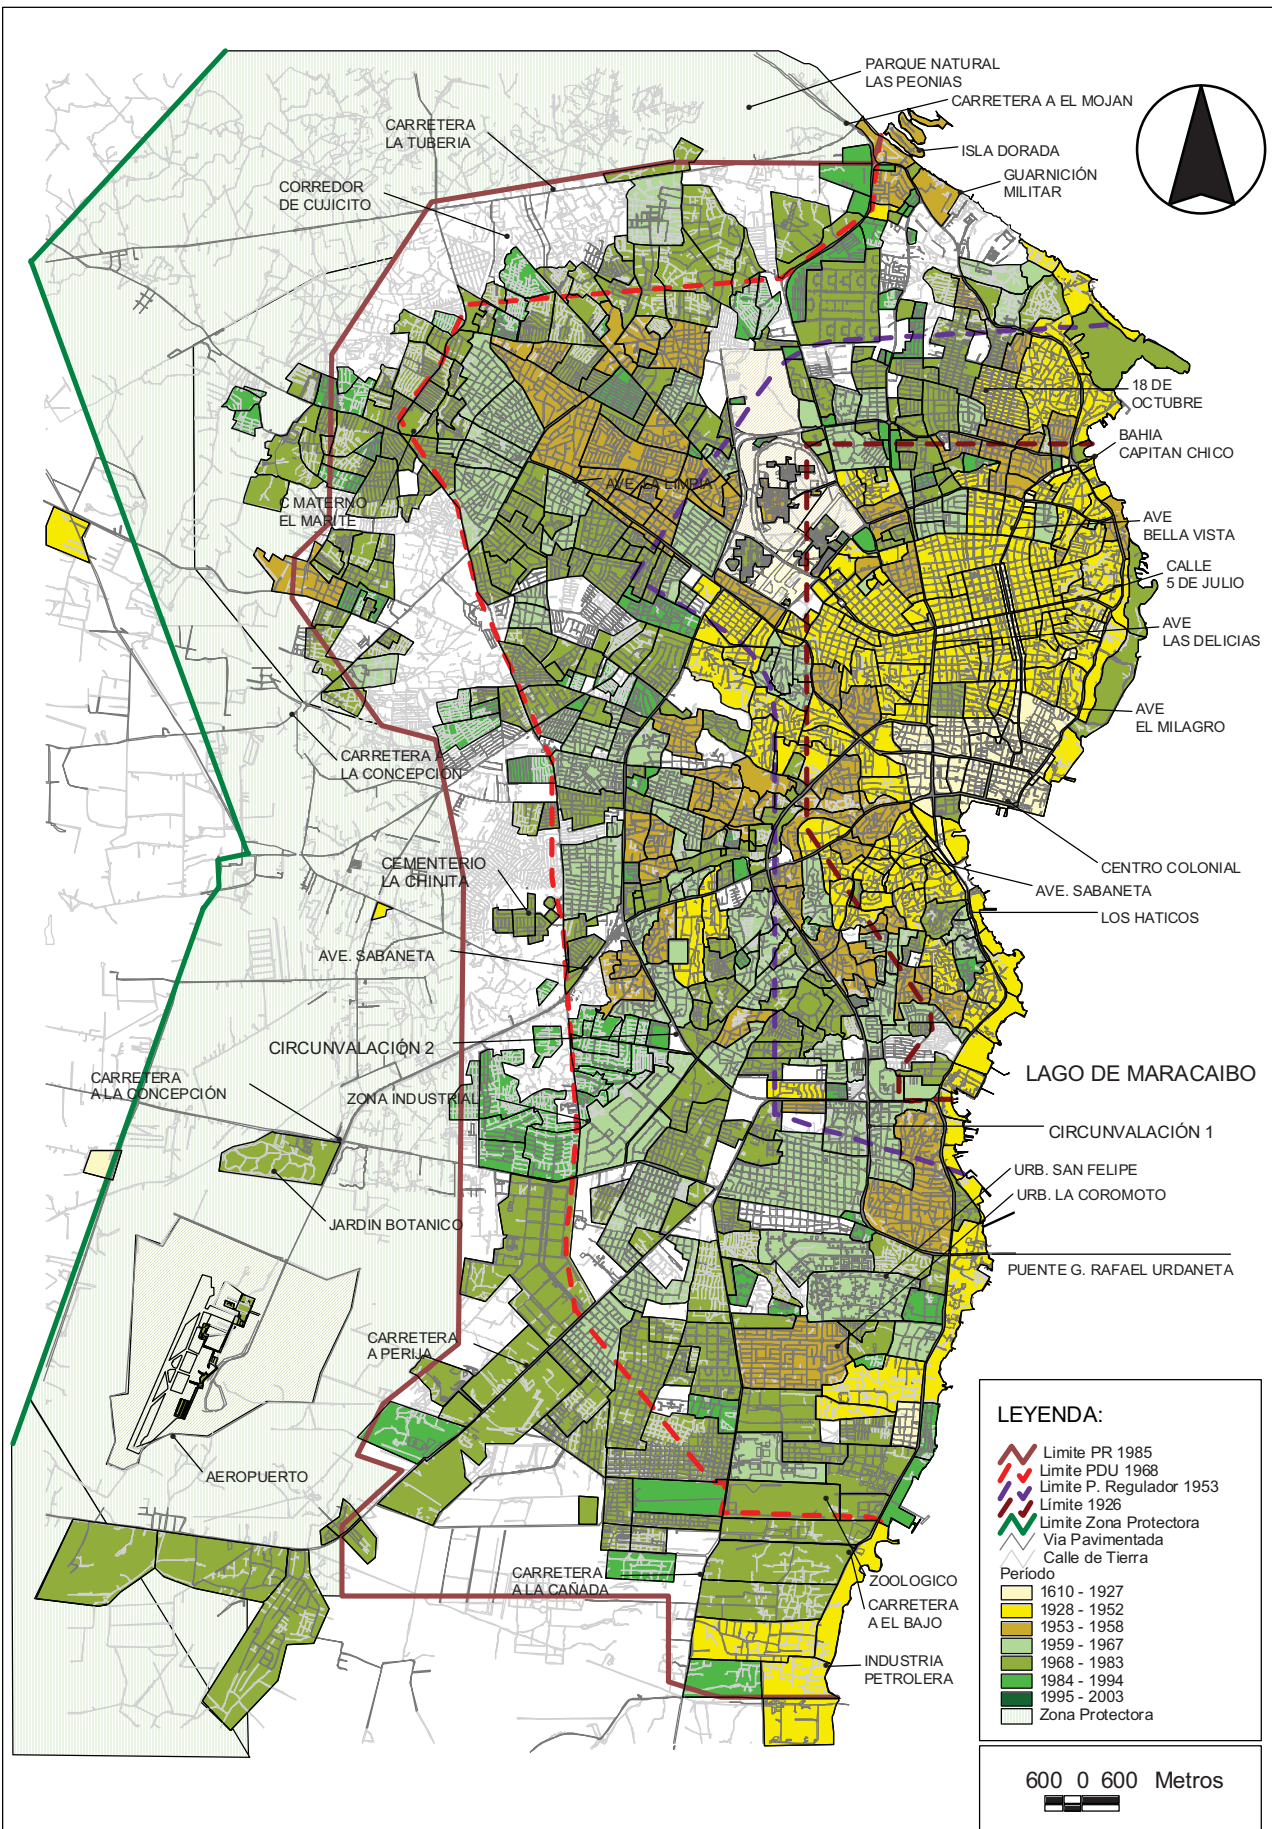 PARQUE NATURAL
LAS PEONIAS
CARRETERA A EL MOJAN
CARRETERA
LA TUBERIA
ISLA DORADA
GUARNICIÓN
MILITAR
CORREDOR
DE CUJICITO
18 DE
OCTUBRE
BAHIA
CAPITAN CHICO
AVE. LA LIMPIA
C MATERNO
EL MARITE
AVE
BELLA VISTA
CALLE
5 DE JULIO
AVE
LAS DELICIAS
AVE
EL MILAGRO
CARRETERA A
LA CONCEPCIÓN
CEMENTERIO
LA CHINITA
CENTRO COLONIAL
AVE. SABANETA
LOS HATICOS
AVE. SABANETA
CIRCUNVALACIÓN 2
LAGO DE MARACAIBO
CARRETERA
A LA CONCEPCIÓN
ZONA INDUSTRIAL
CIRCUNVALACIÓN 1
URB. SAN FELIPE
URB. LA COROMOTO
JARDIN BOTANICO
PUENTE G. RAFAEL URDANETA
CARRETERA
A PERIJA
AEROPUERTO
CARRETERA
A LA CAÑADA
ZOOLOGICO
CARRETERA
A EL BAJO
INDUSTRIA
PETROLERA
LEYENDA:
Limite PR 1985
Limite PDU 1968
Limite P. Regulador 1953
Límite 1926
Limite Zona Protectora
Via Pavimentada
Calle de Tierra
Período
1610 - 1927
1928 - 1952
1953 - 1958
1959 - 1967
1968 - 1983
1984 - 1994
1995 - 2003
Zona Protectora
600 0 600 Metros